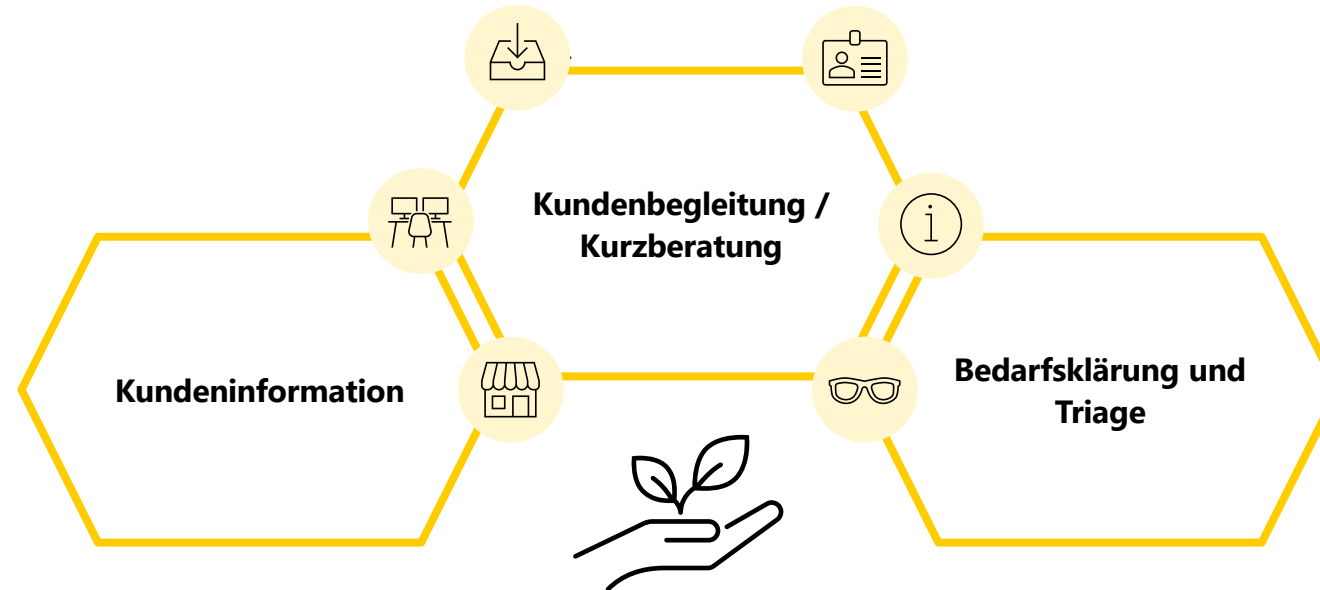 Kundenbegleitung /
Kurzberatung
Kundeninformation
Bedarfsklärung und
Triage